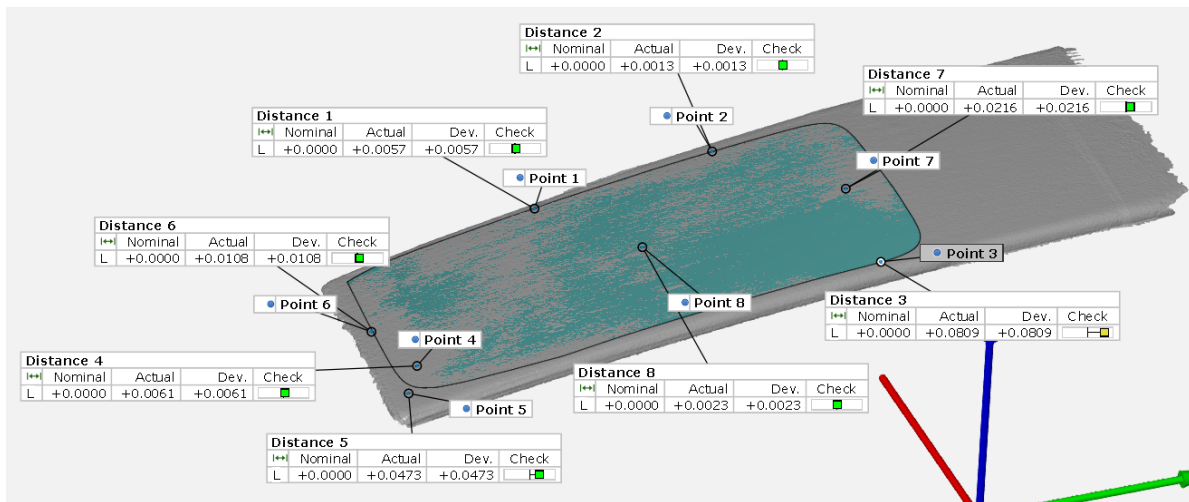 Distance 2
Nominal Actual Dev. Check
L +0.0000 +0.0013 +0.0013
Distance 7
Nominal Actual Dev. Check
L +0.0000 +0.0216 +0.0216
Distance 1
Nominal Actual Dev. Check
L +0.0000 +0.0057 +0.0057
Point 2
Point 7
Point 1
Distance 6
Nominal Actual Dev. Check
L +0.0000 +0.0108 +0.0108
Point 3
Point 6
Point 8
Distance 3
Nominal Actual Dev. Check
L +0.0000 +0.0809 +0.0809
Point 4
Distance 4
Nominal Actual Dev. Check
L +0.0000 +0.0061 +0.0061
Distance 8
Nominal Actual Dev. Check
L +0.0000 +0.0023 +0.0023
Point 5
Distance 5
Nominal Actual Dev. Check
L +0.0000 +0.0473 +0.0473